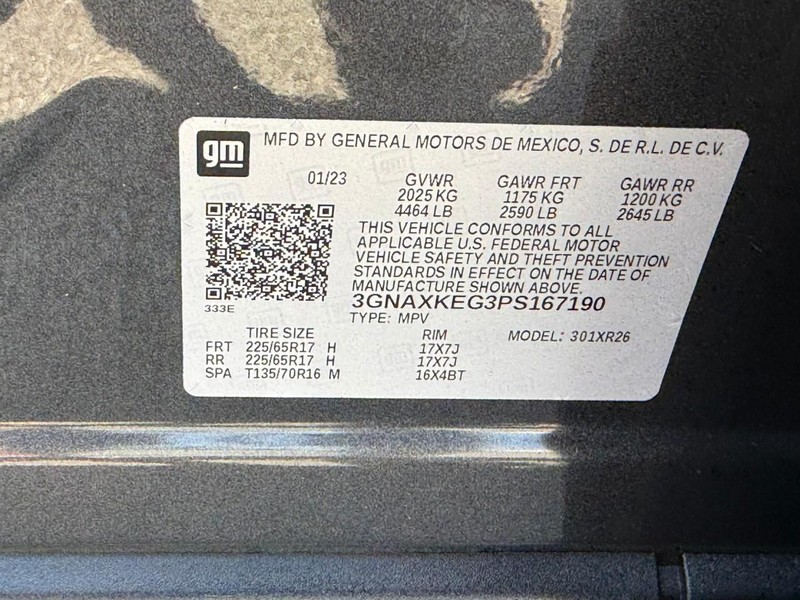 gm MFD BY GENERAL MOTORS DE MEXICO, S. DE R.L. DE C.V.
01/23 GVWR GAWR FRT GAWR RR
2025 KG 1175 KG 1200 KG
4464 LB 2590 LB 2645 LB
THIS VEHICLE CONFORMS TO ALL
APPLICABLE U.S. FEDERAL MOTOR
VEHICLE SAFETY AND THEFT PREVENTION
STANDARDS IN EFFECT ON THE DATE OF
MANUFACTURE SHOWN ABOVE.
333E
3GNAXKEG3PS167190
TYPE: MPV
TIRE SIZE RIM MODEL: 301XR26
FRT 225/65R17 H 17X7J
RR 225/65R17 H 17X7J
SPA T135/70R16 M 16X4BT